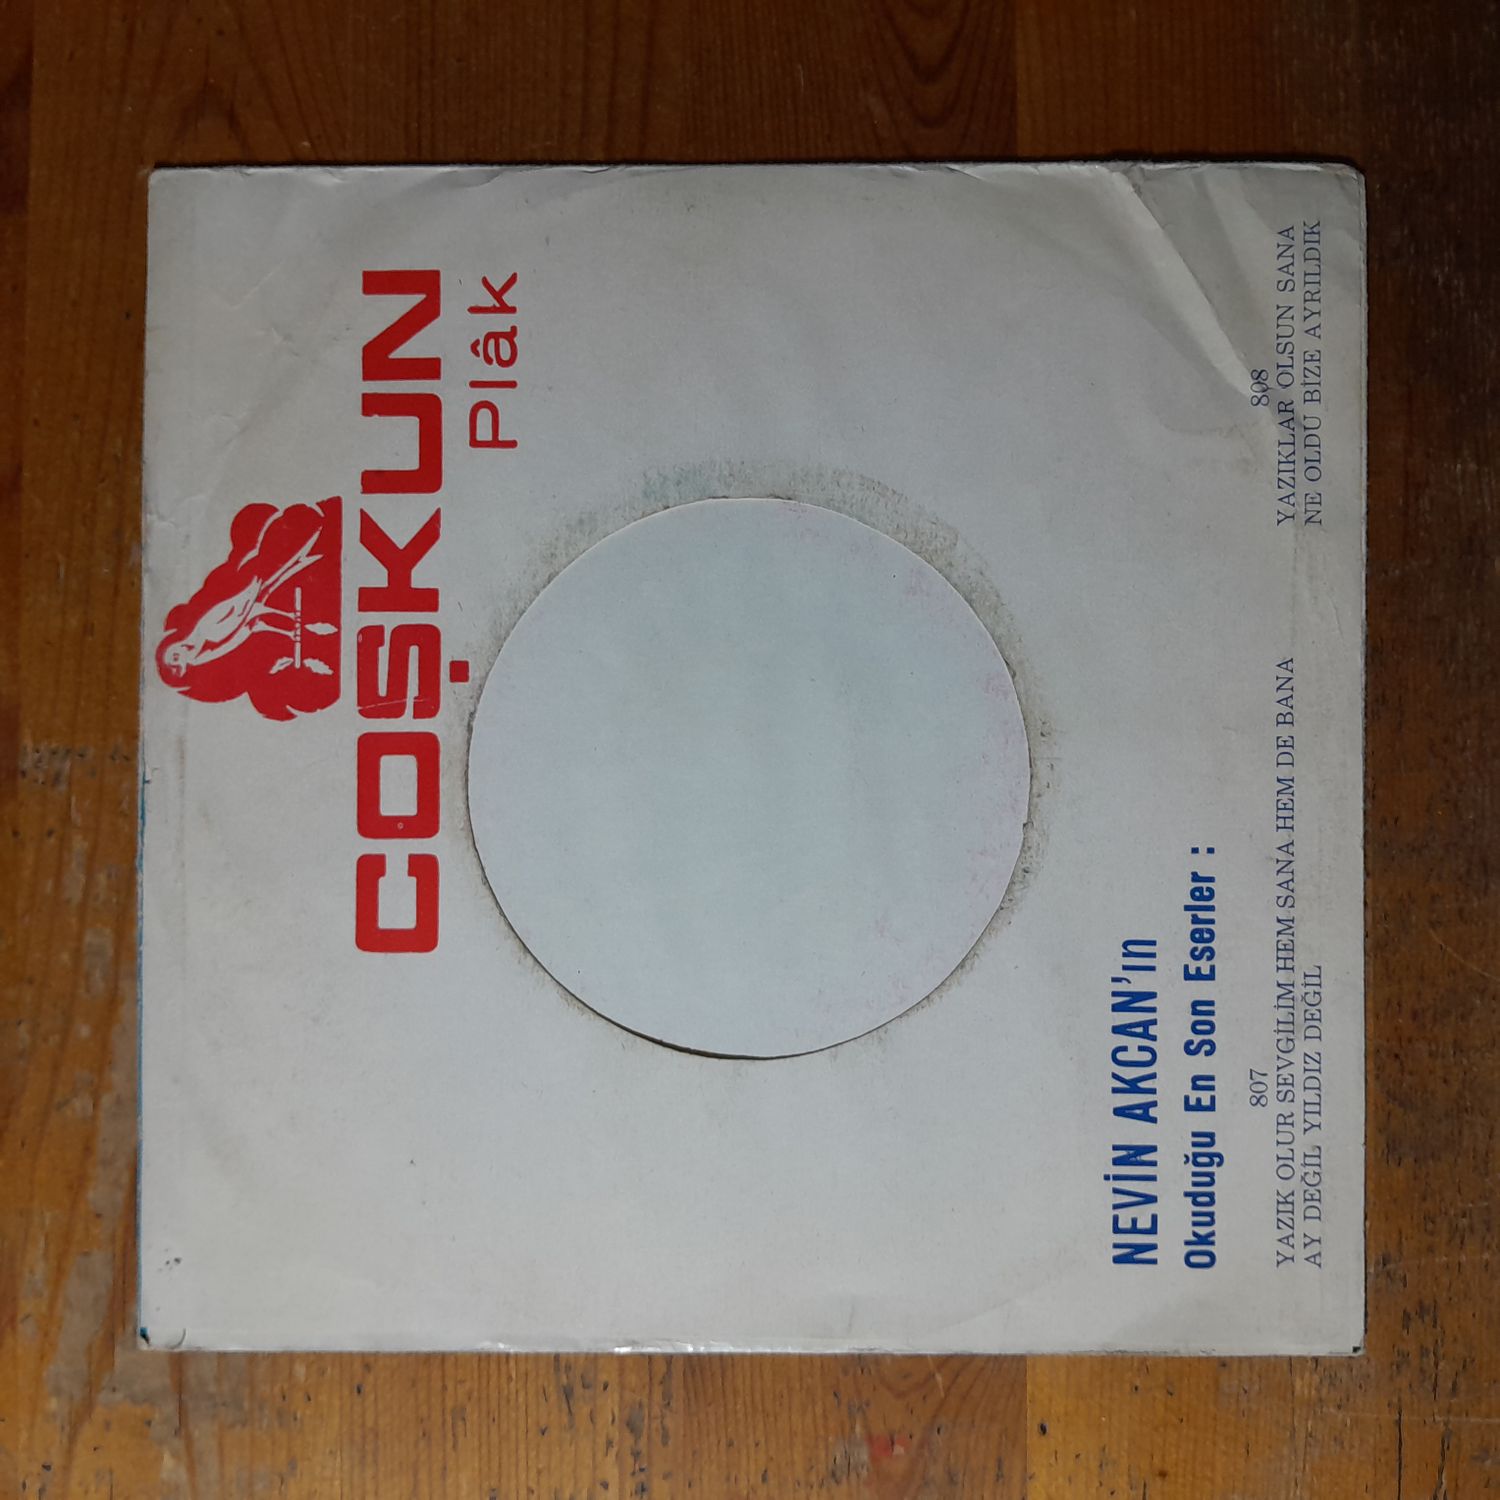 COŞKUN
Plâk
NEVİN AKCAN'ın
Okuduğu En Son Eserler :
807
YAZIK OLUR SEVGİLİM HEM SANA HEM DE BANA
AY DEĞİL YILDIZ DEĞİL
808
YAZIKLAR OLSUN SANA
NE OLDU BİZE AYRILDIK